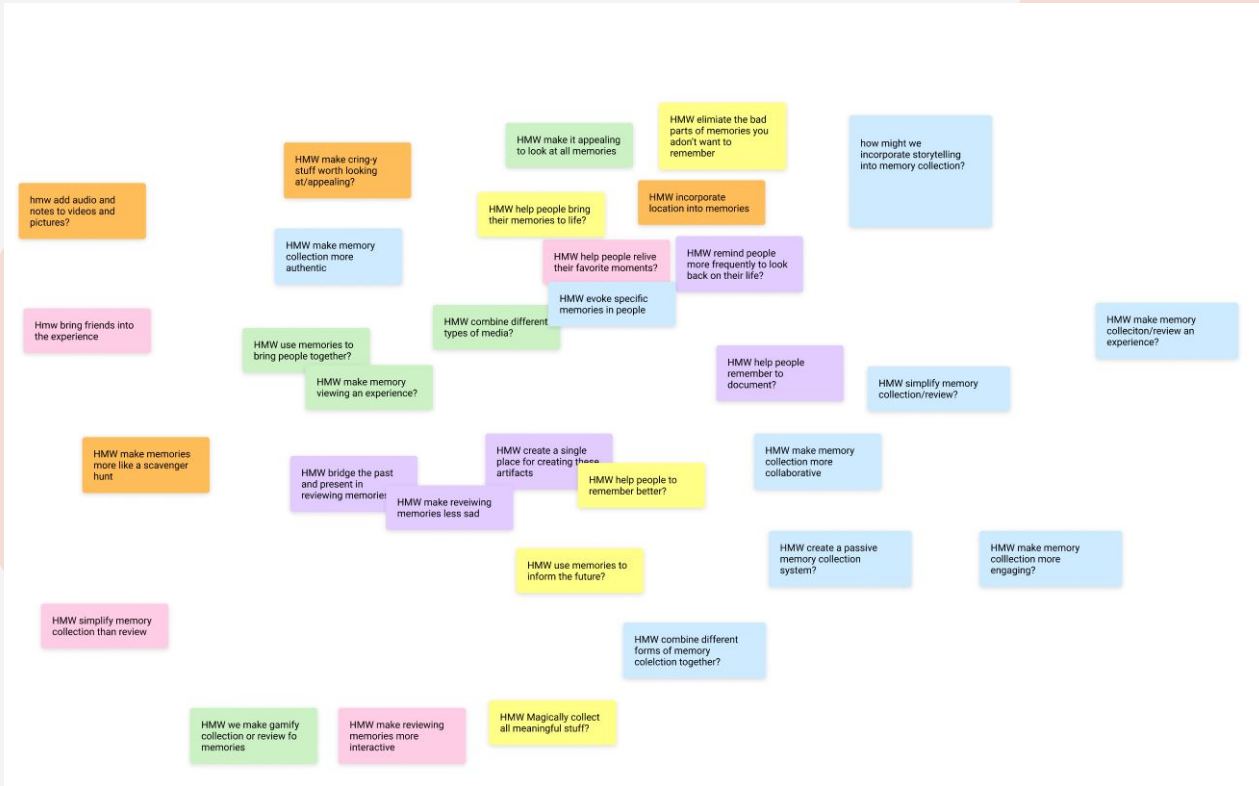 HMW elimiate the bad
parts of memories you
adon't want to
remember
HMW make it appealing
to look at all memories
how might we
incorporate storytelling
into memory collection?
HMW make cring-y
stuff worth looking
at/appealing?
hmw add audio and
notes to videos and
pictures?
HMW help people bring
their memories to life?
HMW incorporate
location into memories
HMW make memory
collection more
authentic
HMW help people relive
their favorite moments?
HMW remind people
more frequently to look
back on their life?
HMW evoke specific
memories in people
Hmw bring friends into
the experience
HMW use memories to
bring people together?
HMW combine different
types of media?
HMW make memory
colleciton/review an
experience?
HMW make memory
viewing an experience?
HMW help people
remember to
document?
HMW simplify memory
collection/review?
HMW make memories
more like a scavenger
hunt
HMW bridge the past
and present in
reviewing memories
HMW make reveiwing
memories less sad
HMW create a single
place for creating these
artifacts
HMW help people to
remember better?
HMW make memory
collection more
collaborative
HMW use memories to
inform the future?
HMW create a passive
memory collection
system?
HMW make memory
colllection more
engaging?
HMW simplify memory
collection than review
HMW combine different
forms of memory
colelction together?
HMW we make gamify
collection or review fo
memories
HMW make reviewing
memories more
interactive
HMW Magically collect
all meaningful stuff?